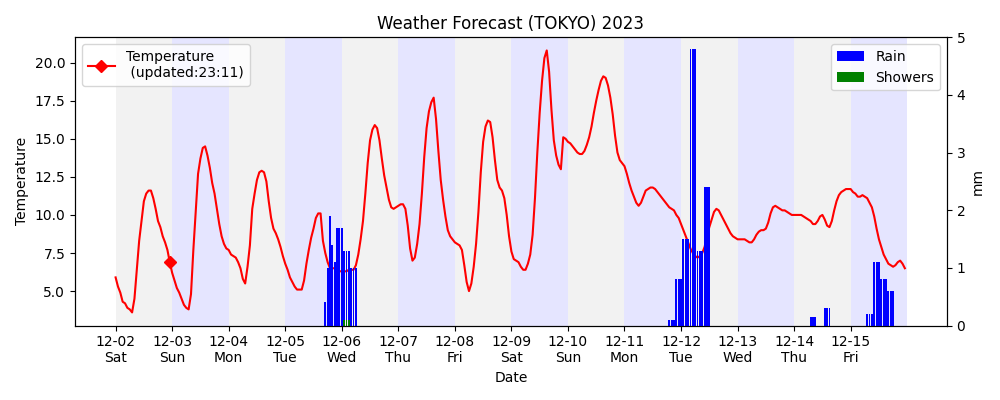 Weather Forecast (TOKYO) 2023
Temperature
(updated:23:11)
Rain
Showers
Temperature
20.0
17.5
15.0
12.5
10.0
7.5
5.0
5
4
3
2
1
0
mm
12-02 12-03 12-04 12-05 12-06 12-07 12-08 12-09 12-10 12-11 12-12 12-13 12-14 12-15
Sat Sun Mon Tue Wed Thu Fri Sat Sun Mon Tue Wed Thu Fri
Date